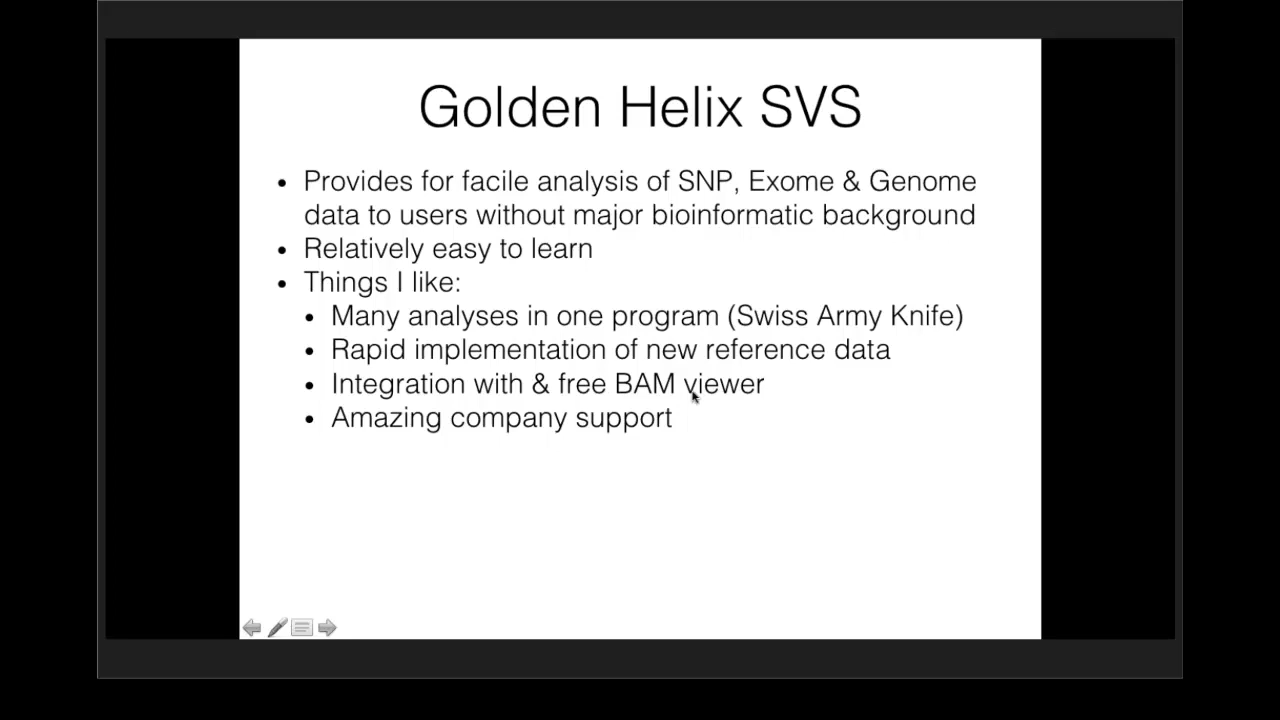 Golden Helix SVS
• Provides for facile analysis of SNP, Exome & Genome
data to users without major bioinformatic background
• Relatively easy to learn
• Things I like:
• Many analyses in one program (Swiss Army Knife)
• Rapid implementation of new reference data
• Integration with & free BAM viewer
• Amazing company support